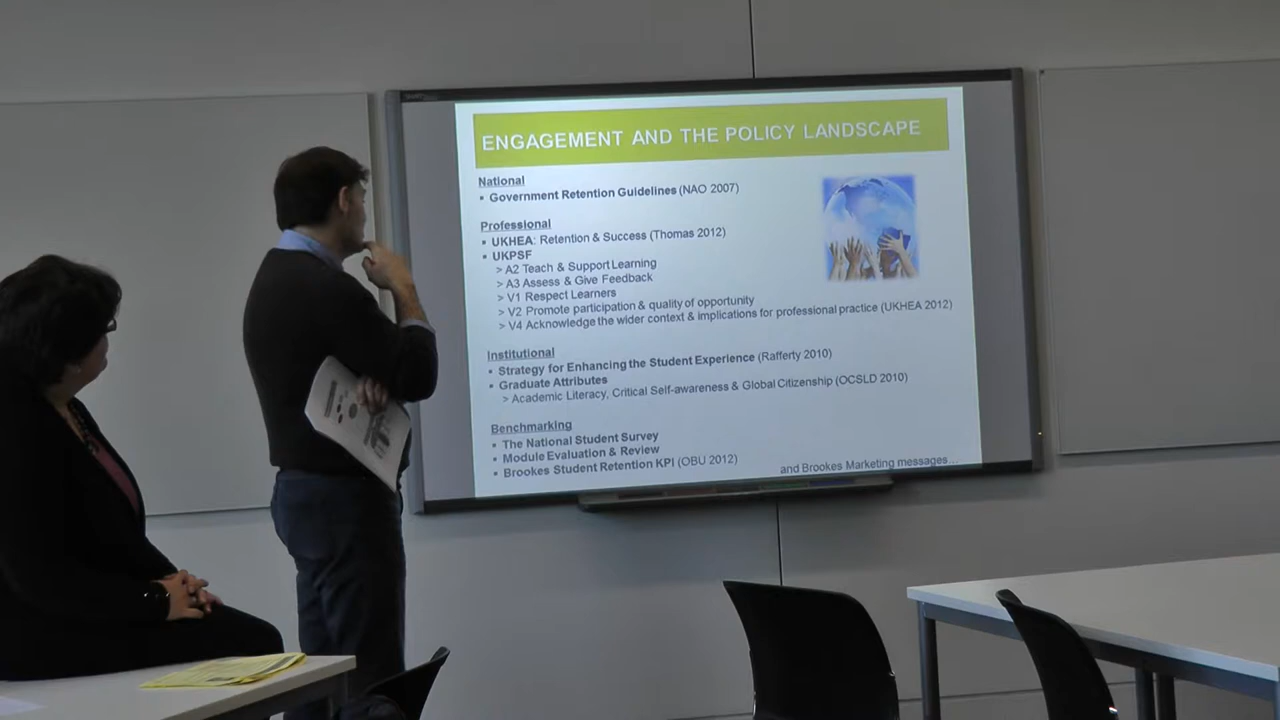 ENGAGEMENT AND THE POLICY LANDSCAPE
National
▪ Government Retention Guidelines (NAO 2007)
Professional
▪ UKHEA: Retention & Success (Thomas 2012)
▪ UKPSF
> A2 Teach & Support Learning
> A3 Assess & Give Feedback
> V1 Respect Learners
> V2 Promote participation & quality of opportunity
> V4 Acknowledge the wider context & implications for professional practice (UKHEA 2012)
Institutional
▪ Strategy for Enhancing the Student Experience (Rafferty 2010)
▪ Graduate Attributes
> Academic Literacy, Critical Self-awareness & Global Citizenship (OCSLD 2010)
Benchmarking
▪ The National Student Survey
▪ Module Evaluation & Review
▪ Brookes Student Retention KPI (OBU 2012)
and Brookes Marketing messages...